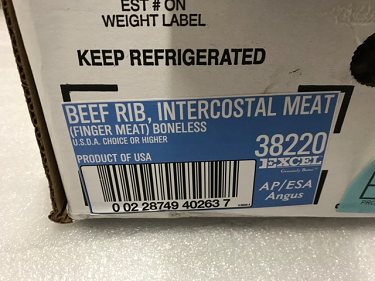 EST # ON
WEIGHT LABEL
KEEP REFRIGERATED
BEEF RIB, INTERCOSTAL MEAT
(FINGER MEAT) BONELESS
U.S.D.A. CHOICE OR HIGHER
38220
PRODUCT OF USA
EXCEL
AP/ESA
Angus
0 02 28749 40263 7